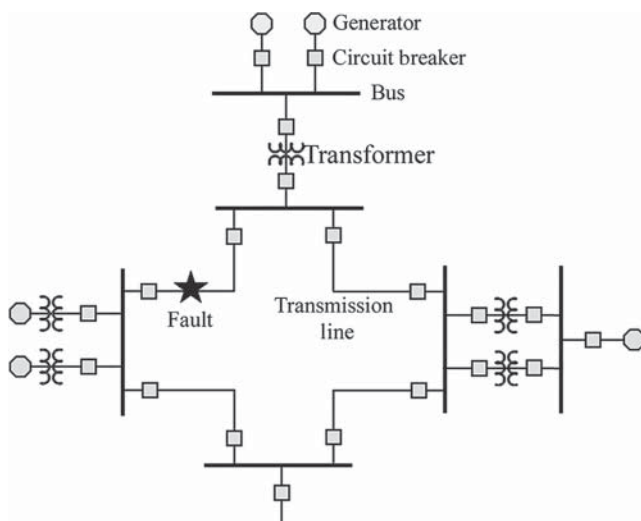 Generator
Circuit breaker
Bus
Transformer
Fault
Transmission
line